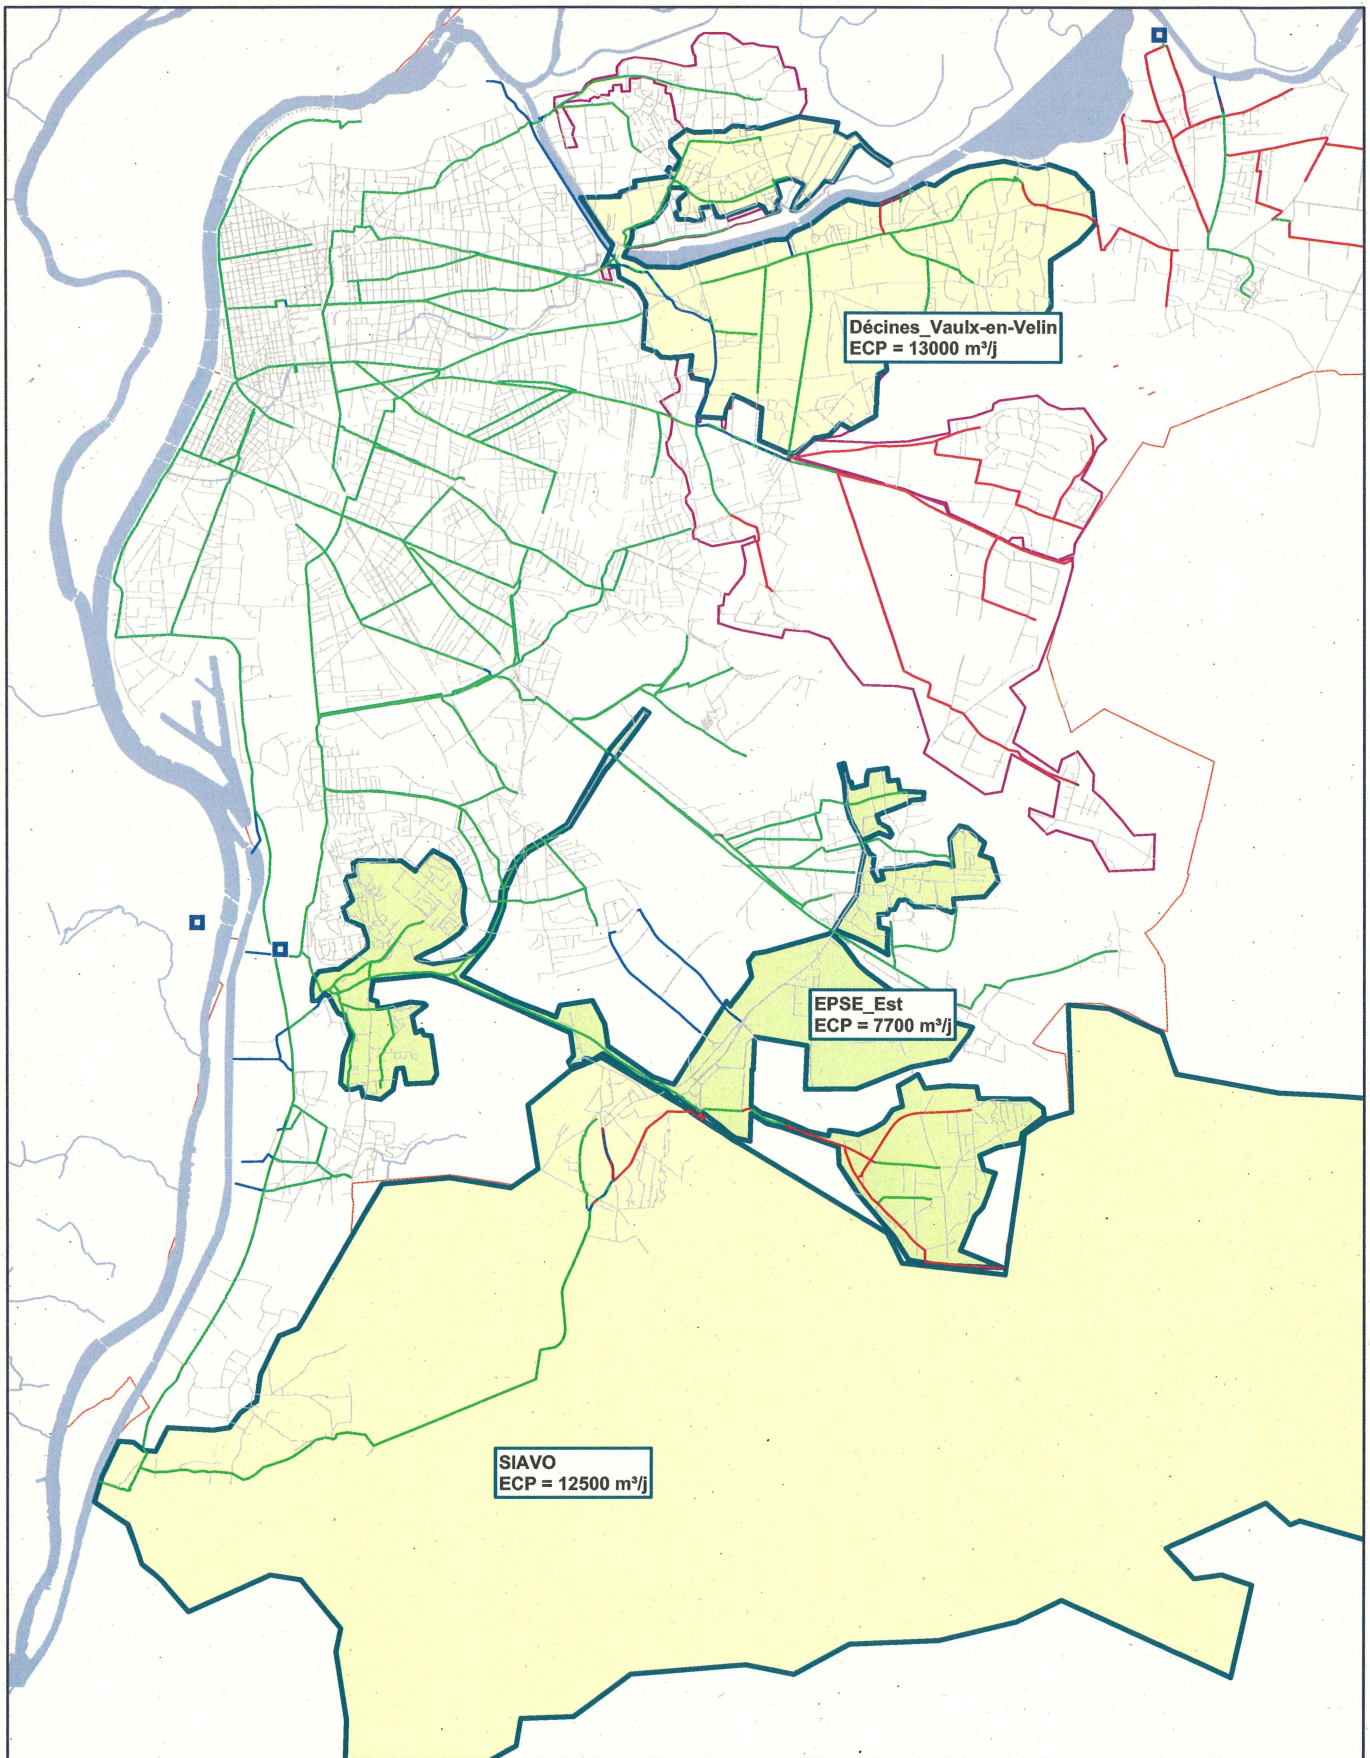 Décines_Vaulx-en-Velin
ECP = 13000 m³/j
EPSE_Est
ECP = 7700 m³/j
SIAVO
ECP = 12500 m³/j